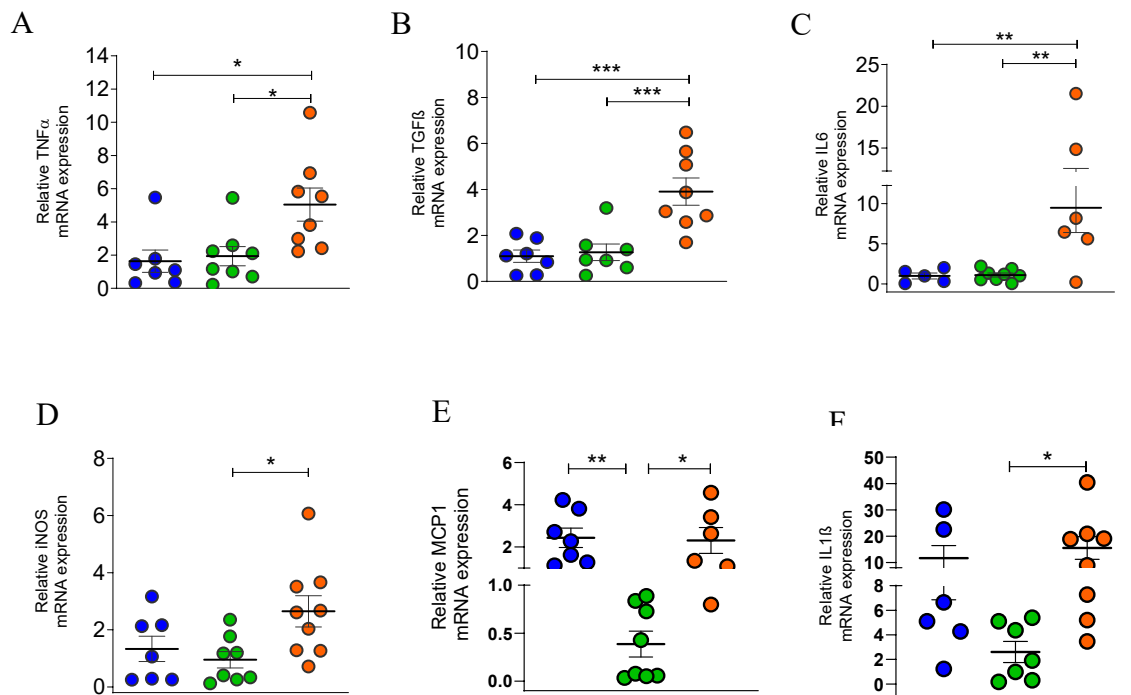 A
Relative TNFα
mRNA expression
14
12
10
8
6
4
2
0
*
*
B
Relative TGFß
mRNA expression
10
8
6
4
2
0
***
***
C
Relative IL6
mRNA expression
25
20
15
10
5
0
**
**
D
Relative iNOS
mRNA expression
8
6
4
2
0
*
E
Relative MCP1
mRNA expression
6
4
2
1.0
0.5
0.0
**
*
F
Relative IL1ß
mRNA expression
50
40
30
20
10
8
6
4
2
0
*